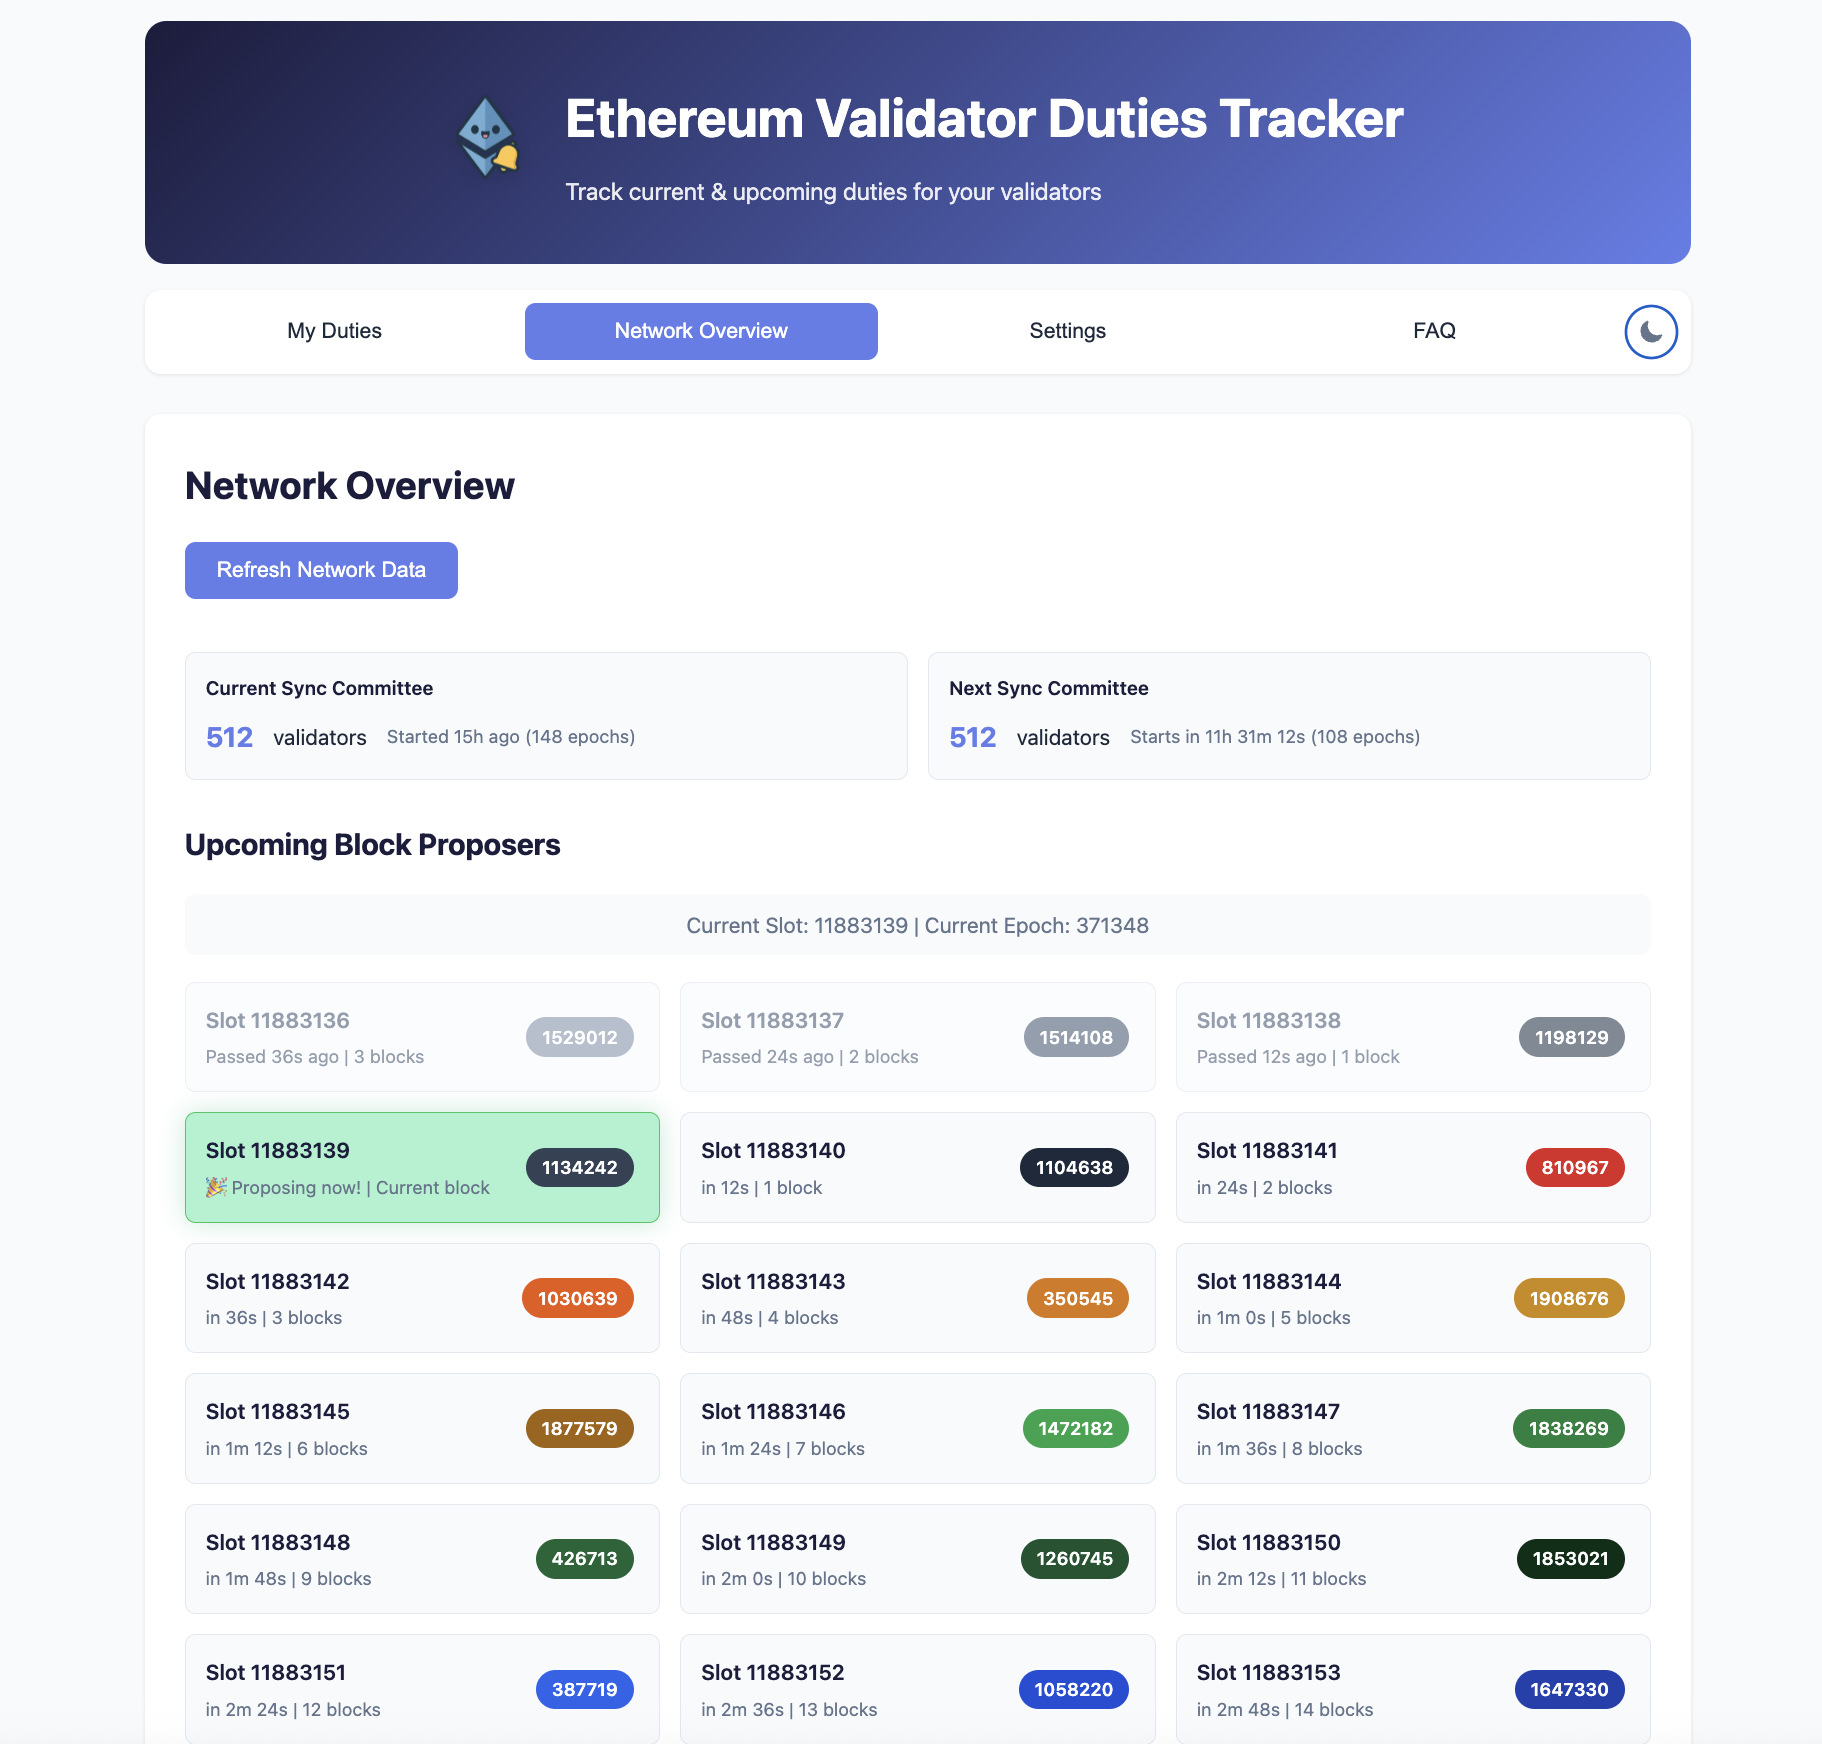 Ethereum Validator Duties Tracker
Track current & upcoming duties for your validators
My Duties
Network Overview
Settings
FAQ
Network Overview
Refresh Network Data
Current Sync Committee
512 validators Started 15h ago (148 epochs)
Next Sync Committee
512 validators Starts in 11h 31m 12s (108 epochs)
Upcoming Block Proposers
Current Slot: 11883139 | Current Epoch: 371348
Slot 11883136
Passed 36s ago | 3 blocks
1529012
Slot 11883137
Passed 24s ago | 2 blocks
1514108
Slot 11883138
Passed 12s ago | 1 block
1198129
Slot 11883139
🎉 Proposing now! | Current block
1134242
Slot 11883140
in 12s | 1 block
1104638
Slot 11883141
in 24s | 2 blocks
810967
Slot 11883142
in 36s | 3 blocks
1030639
Slot 11883143
in 48s | 4 blocks
350545
Slot 11883144
in 1m 0s | 5 blocks
1908676
Slot 11883145
in 1m 12s | 6 blocks
1877579
Slot 11883146
in 1m 24s | 7 blocks
1472182
Slot 11883147
in 1m 36s | 8 blocks
1838269
Slot 11883148
in 1m 48s | 9 blocks
426713
Slot 11883149
in 2m 0s | 10 blocks
1260745
Slot 11883150
in 2m 12s | 11 blocks
1853021
Slot 11883151
in 2m 24s | 12 blocks
387719
Slot 11883152
in 2m 36s | 13 blocks
1058220
Slot 11883153
in 2m 48s | 14 blocks
1647330